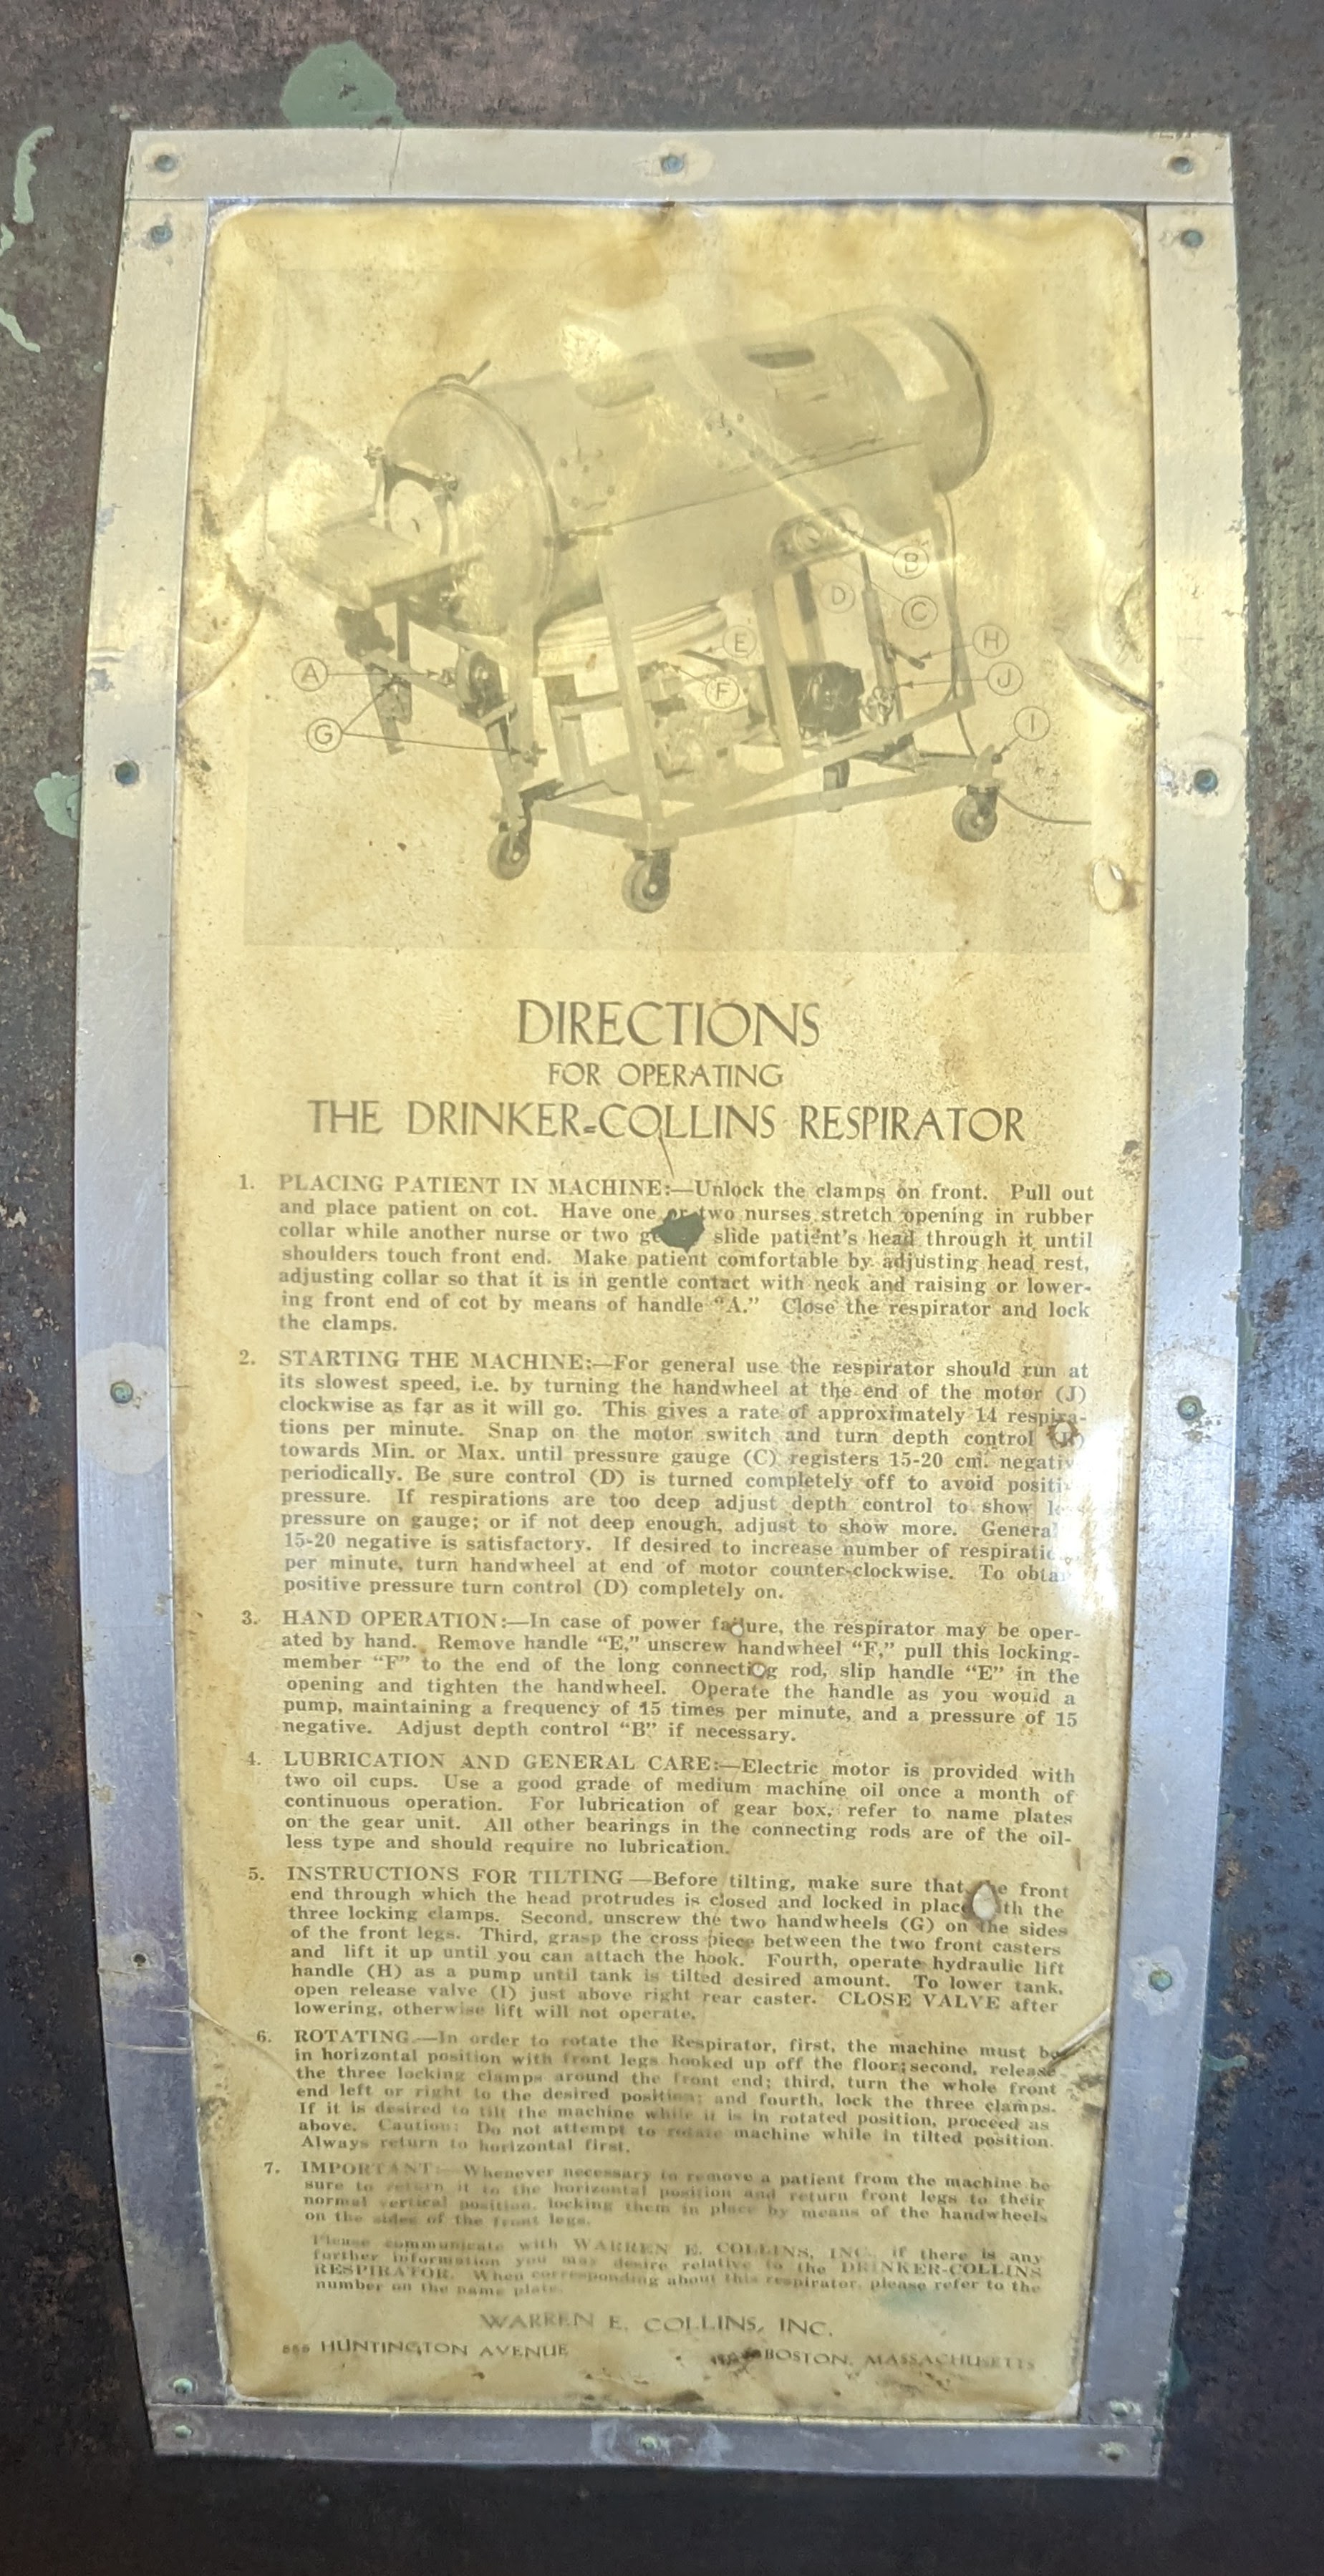 A
G
B
D
C
H
E
J
F
I
DIRECTIONS
FOR OPERATING
THE DRINKER-COLLINS RESPIRATOR
1. PLACING PATIENT IN MACHINE:—Unlock the clamps on front. Pull out
and place patient on cot. Have one or two nurses stretch opening in rubber
collar while another nurse or two slide patient's head through it until
shoulders touch front end. Make patient comfortable by adjusting head rest,
adjusting collar so that it is in gentle contact with neck and raising or lower-
ing front end of cot by means of handle "A." Close the respirator and lock
the clamps.
2. STARTING THE MACHINE:—For general use the respirator should run at
its slowest speed, i.e. by turning the handwheel at the end of the motor (J)
clockwise as far as it will go. This gives a rate of approximately 14 respira-
tions per minute. Snap on the motor switch and turn depth control
towards Min. or Max. until pressure gauge (C) registers 15-20 cm. negativ
periodically. Be sure control (D) is turned completely off to avoid positi
pressure. If respirations are too deep adjust depth control to show
pressure on gauge; or if not deep enough, adjust to show more. Genera
15-20 negative is satisfactory. If desired to increase number of respiratio
per minute, turn handwheel at end of motor counter-clockwise. To obta
positive pressure turn control (D) completely on.
3. HAND OPERATION:—In case of power failure, the respirator may be oper-
ated by hand. Remove handle "E," unscrew handwheel "F," pull this locking-
member "F" to the end of the long connecting rod, slip handle "E" in the
opening and tighten the handwheel. Operate the handle as you would a
pump, maintaining a frequency of 15 times per minute, and a pressure of 15
negative. Adjust depth control "B" if necessary.
4. LUBRICATION AND GENERAL CARE:—Electric motor is provided with
two oil cups. Use a good grade of medium machine oil once a month of
continuous operation. For lubrication of gear box, refer to name plates
on the gear unit. All other bearings in the connecting rods are of the oil-
less type and should require no lubrication.
5. INSTRUCTIONS FOR TILTING—Before tilting, make sure that the front
end through which the head protrudes is closed and locked in place with the
three locking clamps. Second, unscrew the two handwheels (G) on the sides
of the front legs. Third, grasp the cross piece between the two front casters
and lift it up until you can attach the hook. Fourth, operate hydraulic lift
handle (H) as a pump until tank is tilted desired amount. To lower tank,
open release valve (I) just above right rear caster. CLOSE VALVE after
lowering, otherwise lift will not operate.
6. ROTATING.—In order to rotate the Respirator, first, the machine must be
in horizontal position with front legs hooked up off the floor; second, release
the three locking clamps around the front end; third, turn the whole front
end left or right to the desired position; and fourth, lock the three clamps.
If it is desired to tilt the machine while it is in rotated position, proceed as
above. Caution: Do not attempt to rotate machine while in tilted position.
Always return to horizontal first.
7. IMPORTANT:—Whenever necessary to remove a patient from the machine be
sure to return it to the horizontal position and return front legs to their
normal vertical position, locking them in place by means of the handwheels
on the sides of the front legs.
Please communicate with WARREN E. COLLINS, INC. if there is any
further information you may desire relative to the DRINKER-COLLINS
RESPIRATOR. When corresponding about this respirator, please refer to the
number on the name plate.
WARREN E. COLLINS, INC.
555 HUNTINGTON AVENUE BOSTON, MASSACHUSETTS